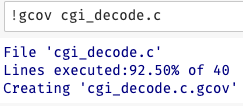 !gcov cgi_decode.c
File 'cgi_decode.c'
Lines executed:92.50% of 40
Creating 'cgi_decode.c.gcov'